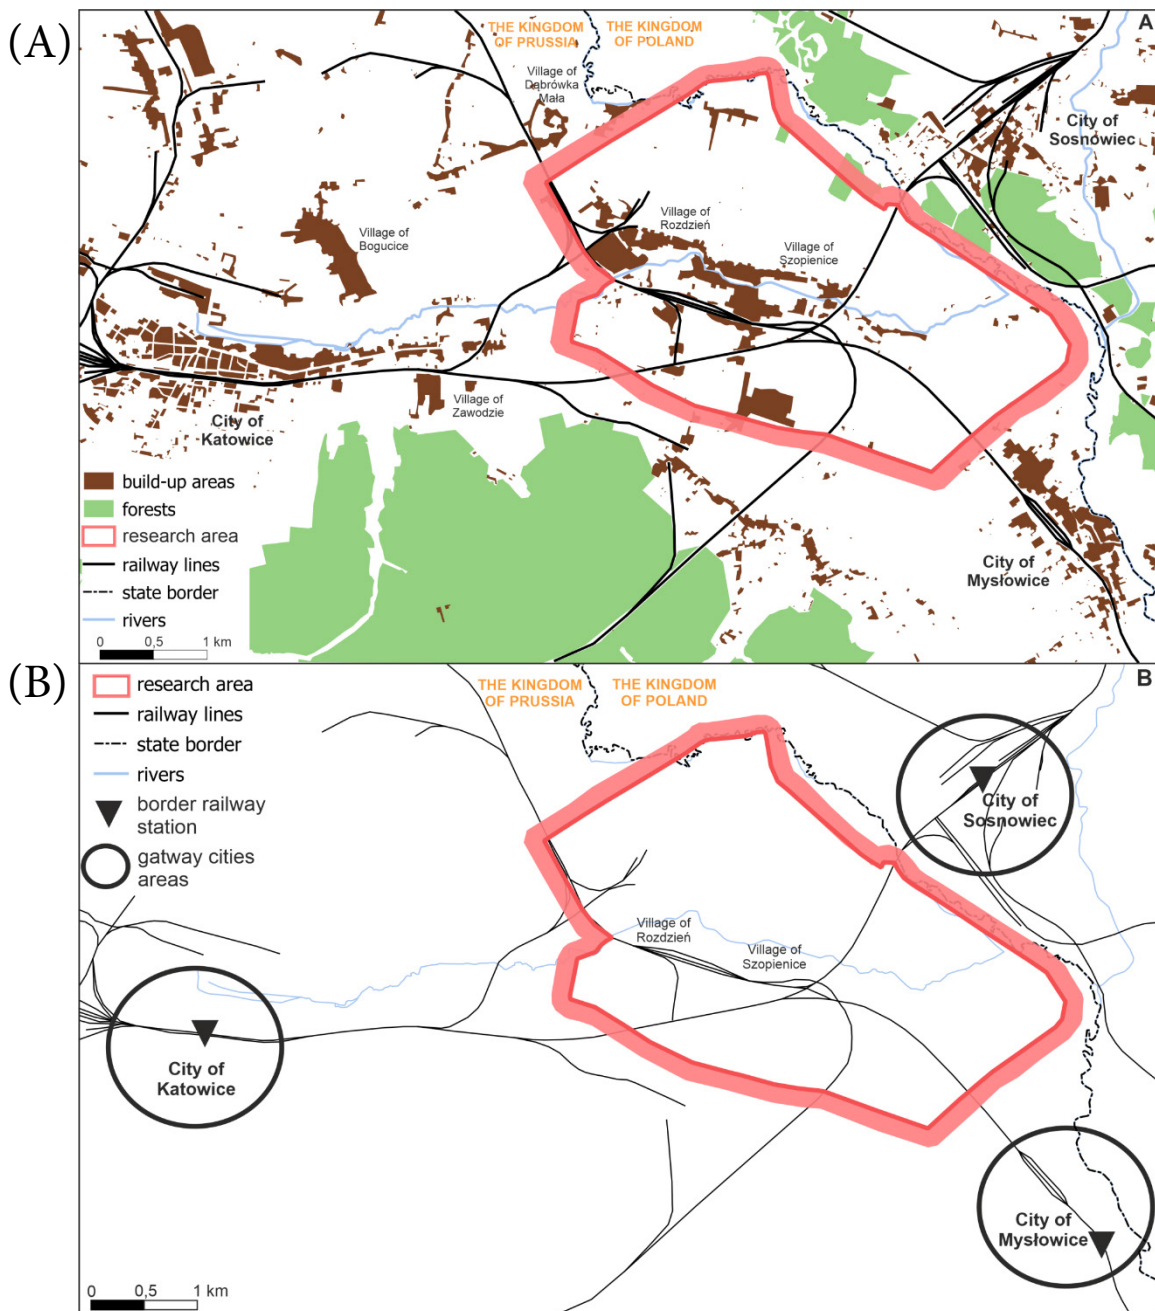 (A)
A
THE KINGDOM
OF PRUSSIA
THE KINGDOM
OF POLAND
Village of
Dąbrówka
Mała
City of
Sosnowiec
Village of
Bogucice
Village of
Rozdzień
Village of
Szopienice
Village of
Zawodzie
City of
Katowice
City of
Mysłowice
build-up areas
forests
research area
railway lines
state border
rivers
0 0,5 1 km
(B)
B
research area
railway lines
state border
rivers
border railway
station
gatway cities
areas
THE KINGDOM
OF PRUSSIA
THE KINGDOM
OF POLAND
City of
Sosnowiec
Village of
Rozdzień
Village of
Szopienice
City of
Katowice
City of
Mysłowice
0 0,5 1 km